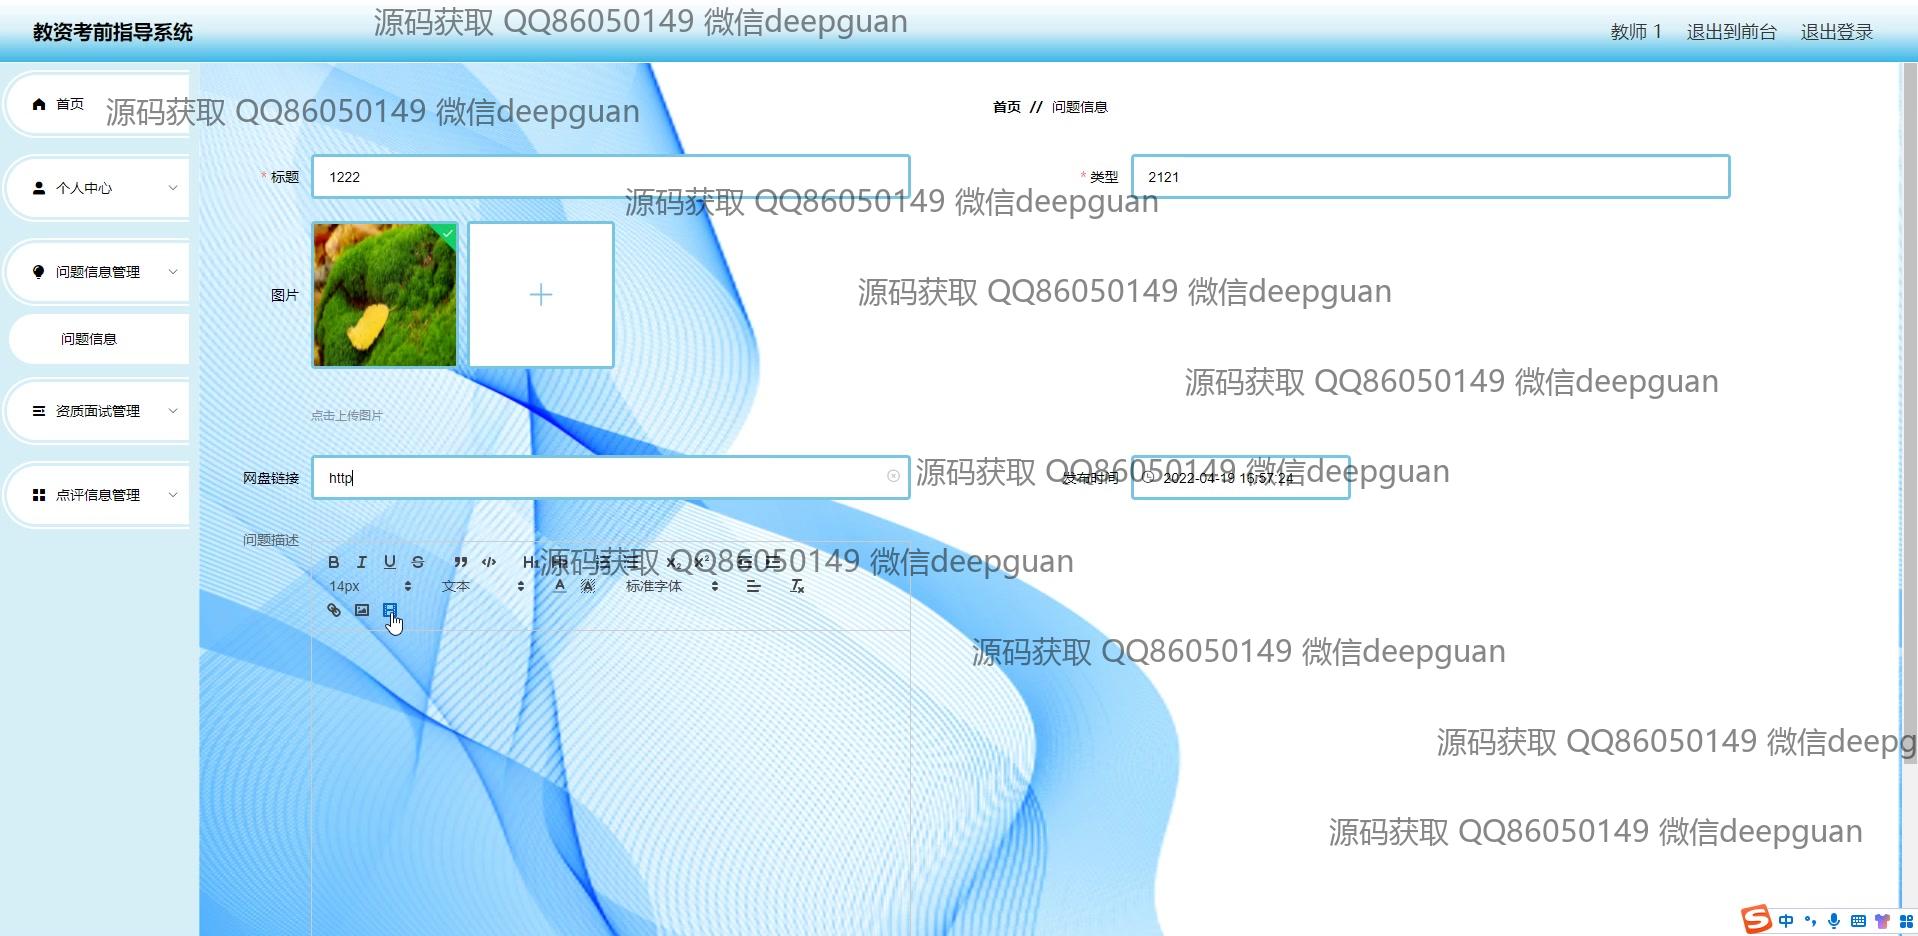 教资考前指导系统
源码获取 QQ86050149 微信deepguan
教师 1 退出到前台 退出登录
首页
源码获取 QQ86050149 微信deepguan
首页 // 问题信息
个人中心
* 标题 1222
* 类型 2121
源码获取 QQ86050149 微信deepguan
问题信息管理
图片
源码获取 QQ86050149 微信deepguan
问题信息
源码获取 QQ86050149 微信deepguan
资质面试管理
点击上传图片
网盘链接 http
源码获取 QQ86050149 微信deepguan
发布时间 2022-04-19 16:57:24
点评信息管理
问题描述
B I U S H1
源码获取 QQ86050149 微信deepguan
14px 文本 A A 标准字体
源码获取 QQ86050149 微信deepguan
源码获取 QQ86050149 微信deepg
源码获取 QQ86050149 微信deepguan
S 中